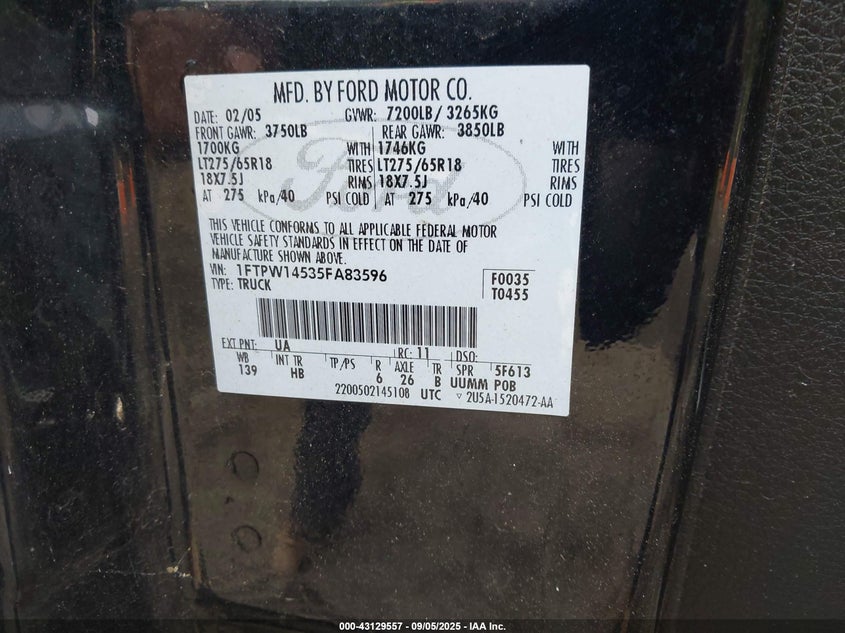 MFD. BY FORD MOTOR CO.
DATE: 02/05 GVWR: 7200LB/ 3265KG
FRONT GAWR: 3750LB REAR GAWR: 3850LB
1700KG WITH 1746KG WITH
LT275/65R18 TIRES LT275/65R18 TIRES
18X7.5J RIMS 18X7.5J RIMS
AT 275 kPa/40 PSI COLD AT 275 kPa/40 PSI COLD
Ford
THIS VEHICLE CONFORMS TO ALL APPLICABLE FEDERAL MOTOR
VEHICLE SAFETY STANDARDS IN EFFECT ON THE DATE OF
MANUFACTURE SHOWN ABOVE.
VIN: 1FTPW14535FA83596 F0035
TYPE: TRUCK T0455
EXT PNT: UA RC: 11 DSO:
WB INT TR TP/PS R AXLE TR SPR 5F613
139 HB 6 26 B UUMM POB
2200502145108 UTC ▽ 2U5A-1520472-AA
000-43129557 - 09/05/2025 - IAA Inc.